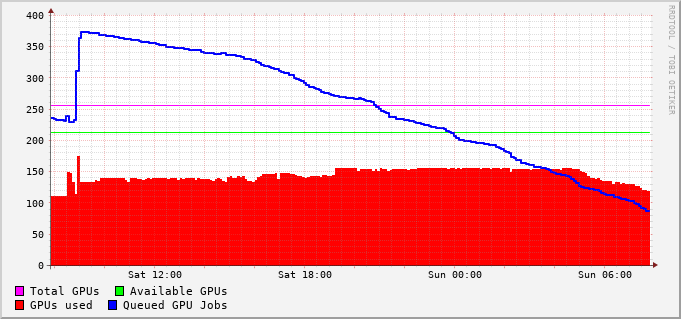 400
350
300
250
200
150
100
50
0
Sat 12:00 Sat 18:00 Sun 00:00 Sun 06:00
Total GPUs Available GPUs
GPUs used Queued GPU Jobs
RRDTOOL / TOBI OETIKER